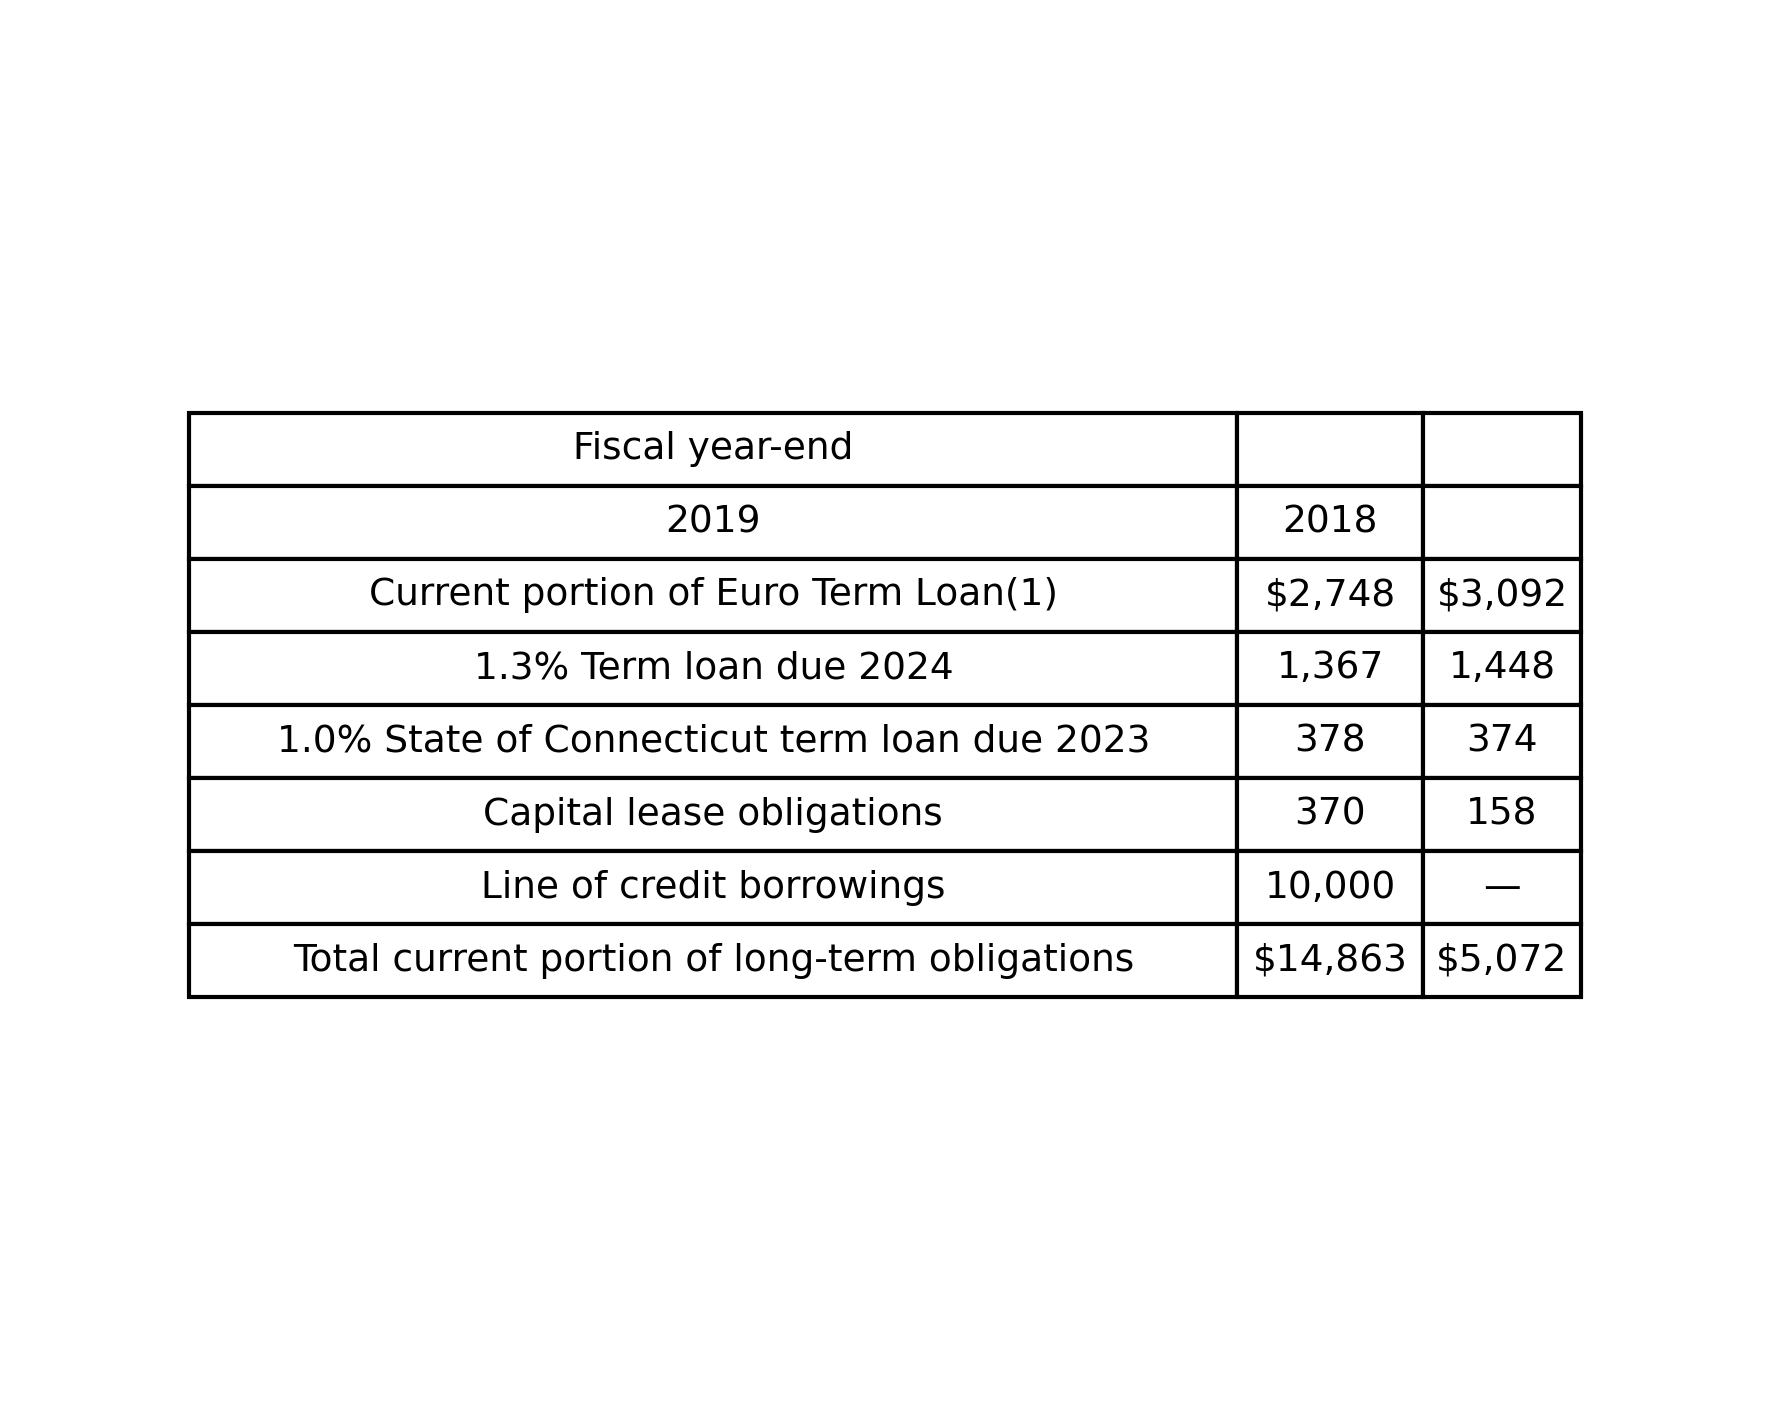 Fiscal year-end
2019 2018
Current portion of Euro Term Loan(1) $2,748 $3,092
1.3% Term loan due 2024 1,367 1,448
1.0% State of Connecticut term loan due 2023 378 374
Capital lease obligations 370 158
Line of credit borrowings 10,000 —
Total current portion of long-term obligations $14,863 $5,072